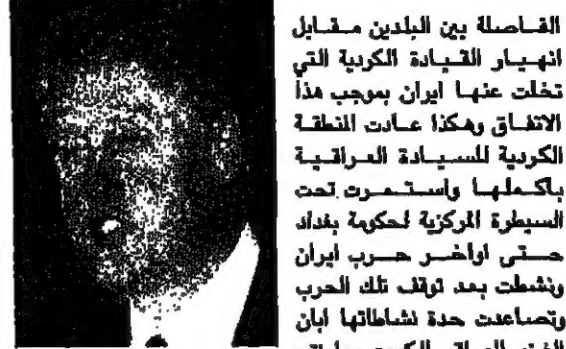 الفاصلة بين البلدين مقابل
انهيار القيادة الكردية التي
تخلت عنها ايران بموجب هذا
الاتفاق وهكذا عادت المنطقة
الكردية للسيادة العراقية
باكملها واستمرت تحت
السيطرة المركزية لحكومة بغداد
حتى اواخر حرب ايران
ونشطت بعد توقف تلك الحرب
وتصاعدت حدة نشاطاتها ابان